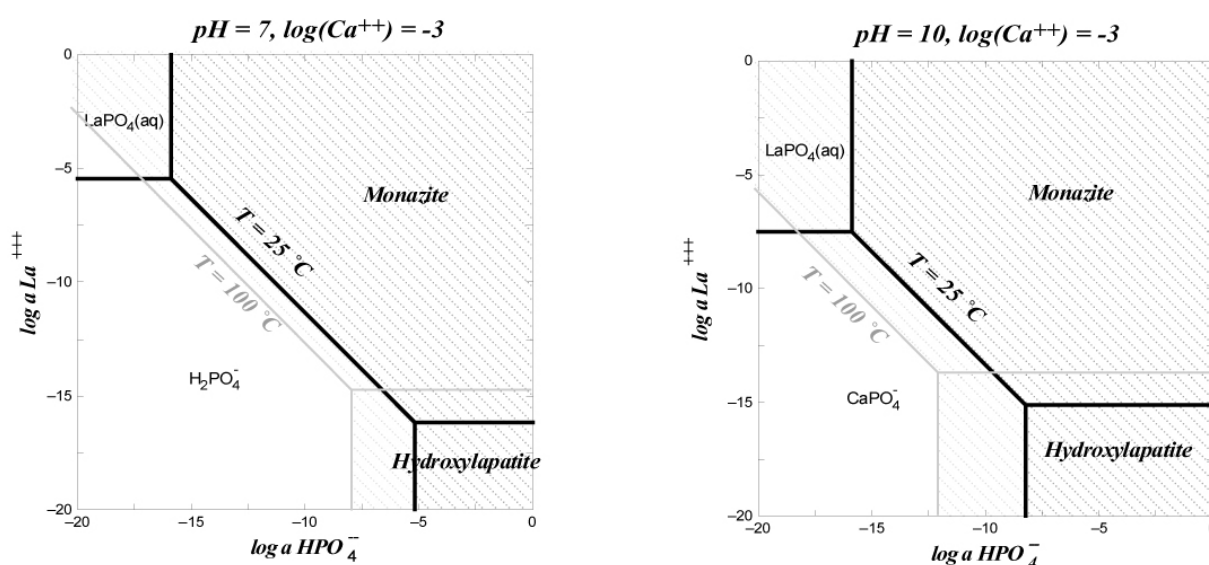 pH = 7, log(Ca⁺⁺) = -3
0
LaPO₄(aq)
−5
Monazite
T = 25 °C
log a La⁺⁺⁺
−10
T = 100 °C
H₂PO₄⁻
−15
Hydroxylapatite
−20
−20 −15 −10 −5 0
log a HPO₄⁻⁻
pH = 10, log(Ca⁺⁺) = -3
0
LaPO₄(aq)
−5
Monazite
T = 25 °C
log a La⁺⁺⁺
−10
T = 100 °C
CaPO₄⁻
−15
Hydroxylapatite
−20
−20 −15 −10 −5 0
log a HPO₄⁻